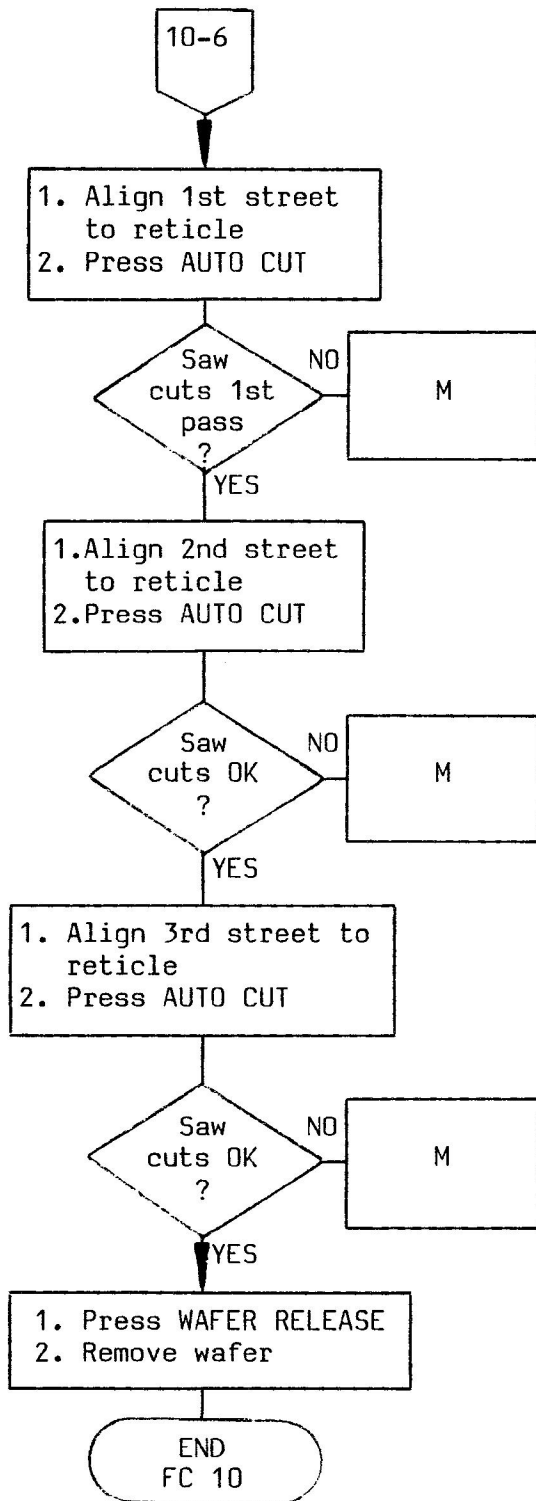 10-6
1. Align 1st street
to reticle
2. Press AUTO CUT
Saw
cuts 1st
pass
?
NO
M
YES
1.Align 2nd street
to reticle
2.Press AUTO CUT
Saw
cuts OK
?
NO
M
YES
1. Align 3rd street to
reticle
2. Press AUTO CUT
Saw
cuts OK
?
NO
M
YES
1. Press WAFER RELEASE
2. Remove wafer
END
FC 10